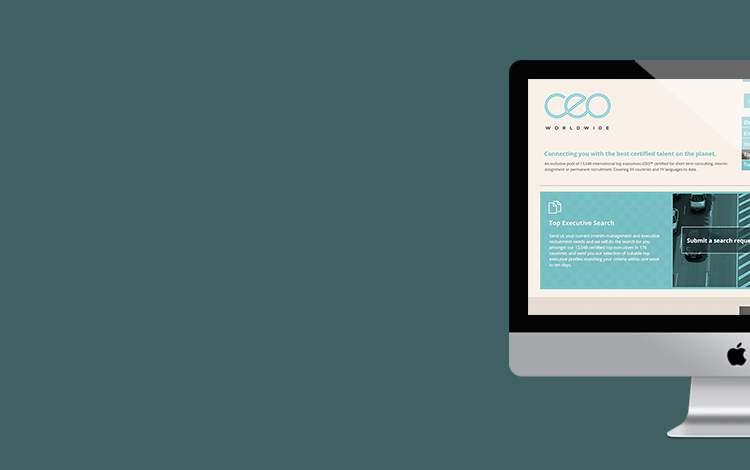 ceo
WORLDWIDE
Connecting you with the best certified talent on the planet.
An exclusive pool of 13,048 international top executives iCEO™ certified for short-term consulting, interim
assignment or permanent recruitment. Covering
countries and
languages to date.
Top Executive Search
Submit a search reque
Send us your current interim management and executive
recruitment needs and we will do the search for you
amongst our 13,048 certified top executives in 175
countries and send you our selection of suitable top
executive profiles matching your criteria within one week
to ten days.